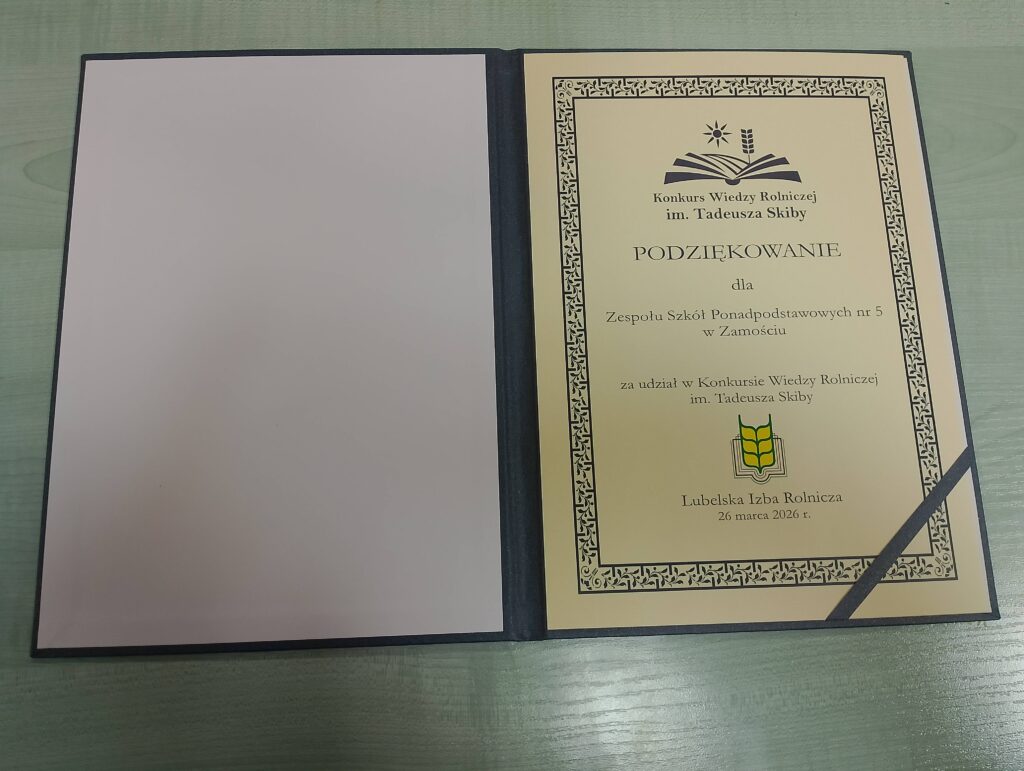 Konkurs Wiedzy Rolniczej
im. Tadeusza Skiby
PODZIĘKOWANIE
dla
Zespołu Szkół Ponadpodstawowych nr 5
w Zamościu
za udział w Konkursie Wiedzy Rolniczej
im. Tadeusza Skiby
Lubelska Izba Rolnicza
26 marca 2026 r.